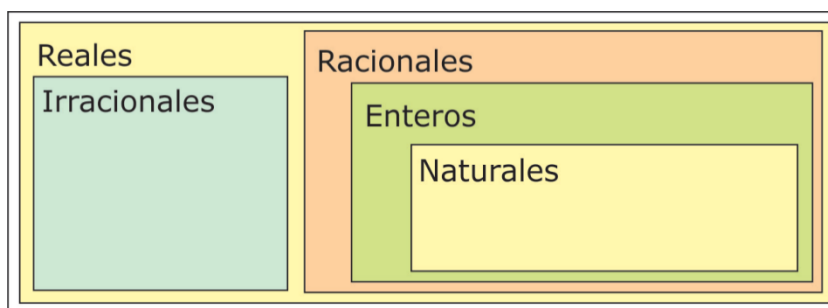 Reales
Irracionales
Racionales
Enteros
Naturales